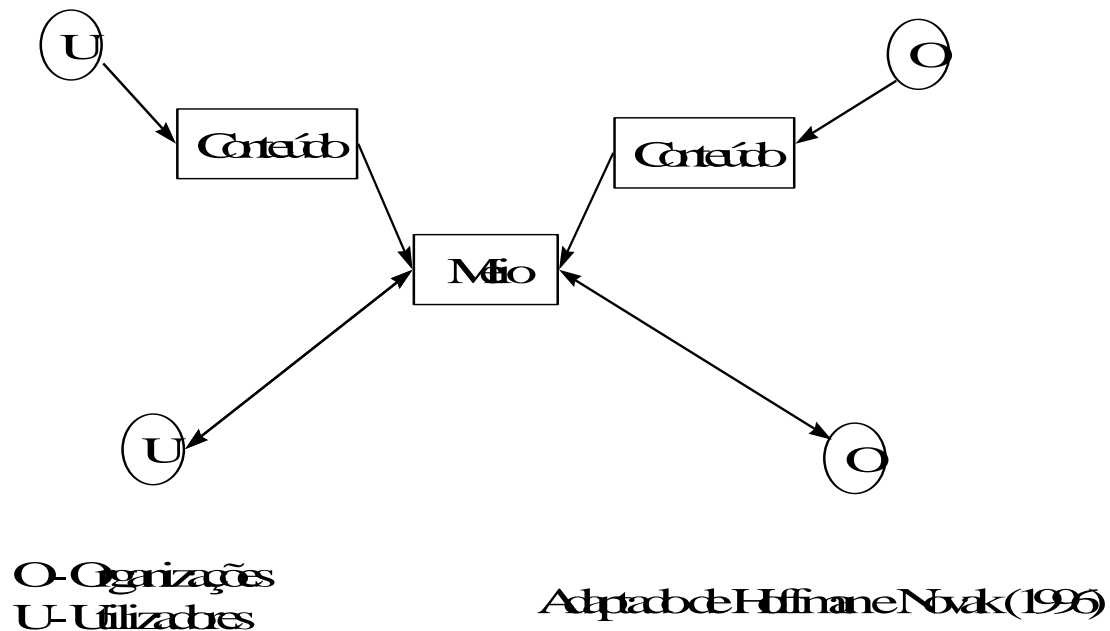 U
O
Conteúdo
Conteúdo
Meio
U
O
O- Organizações
U- Utilizadores
Adaptado de Hoffman e Novak (1996)